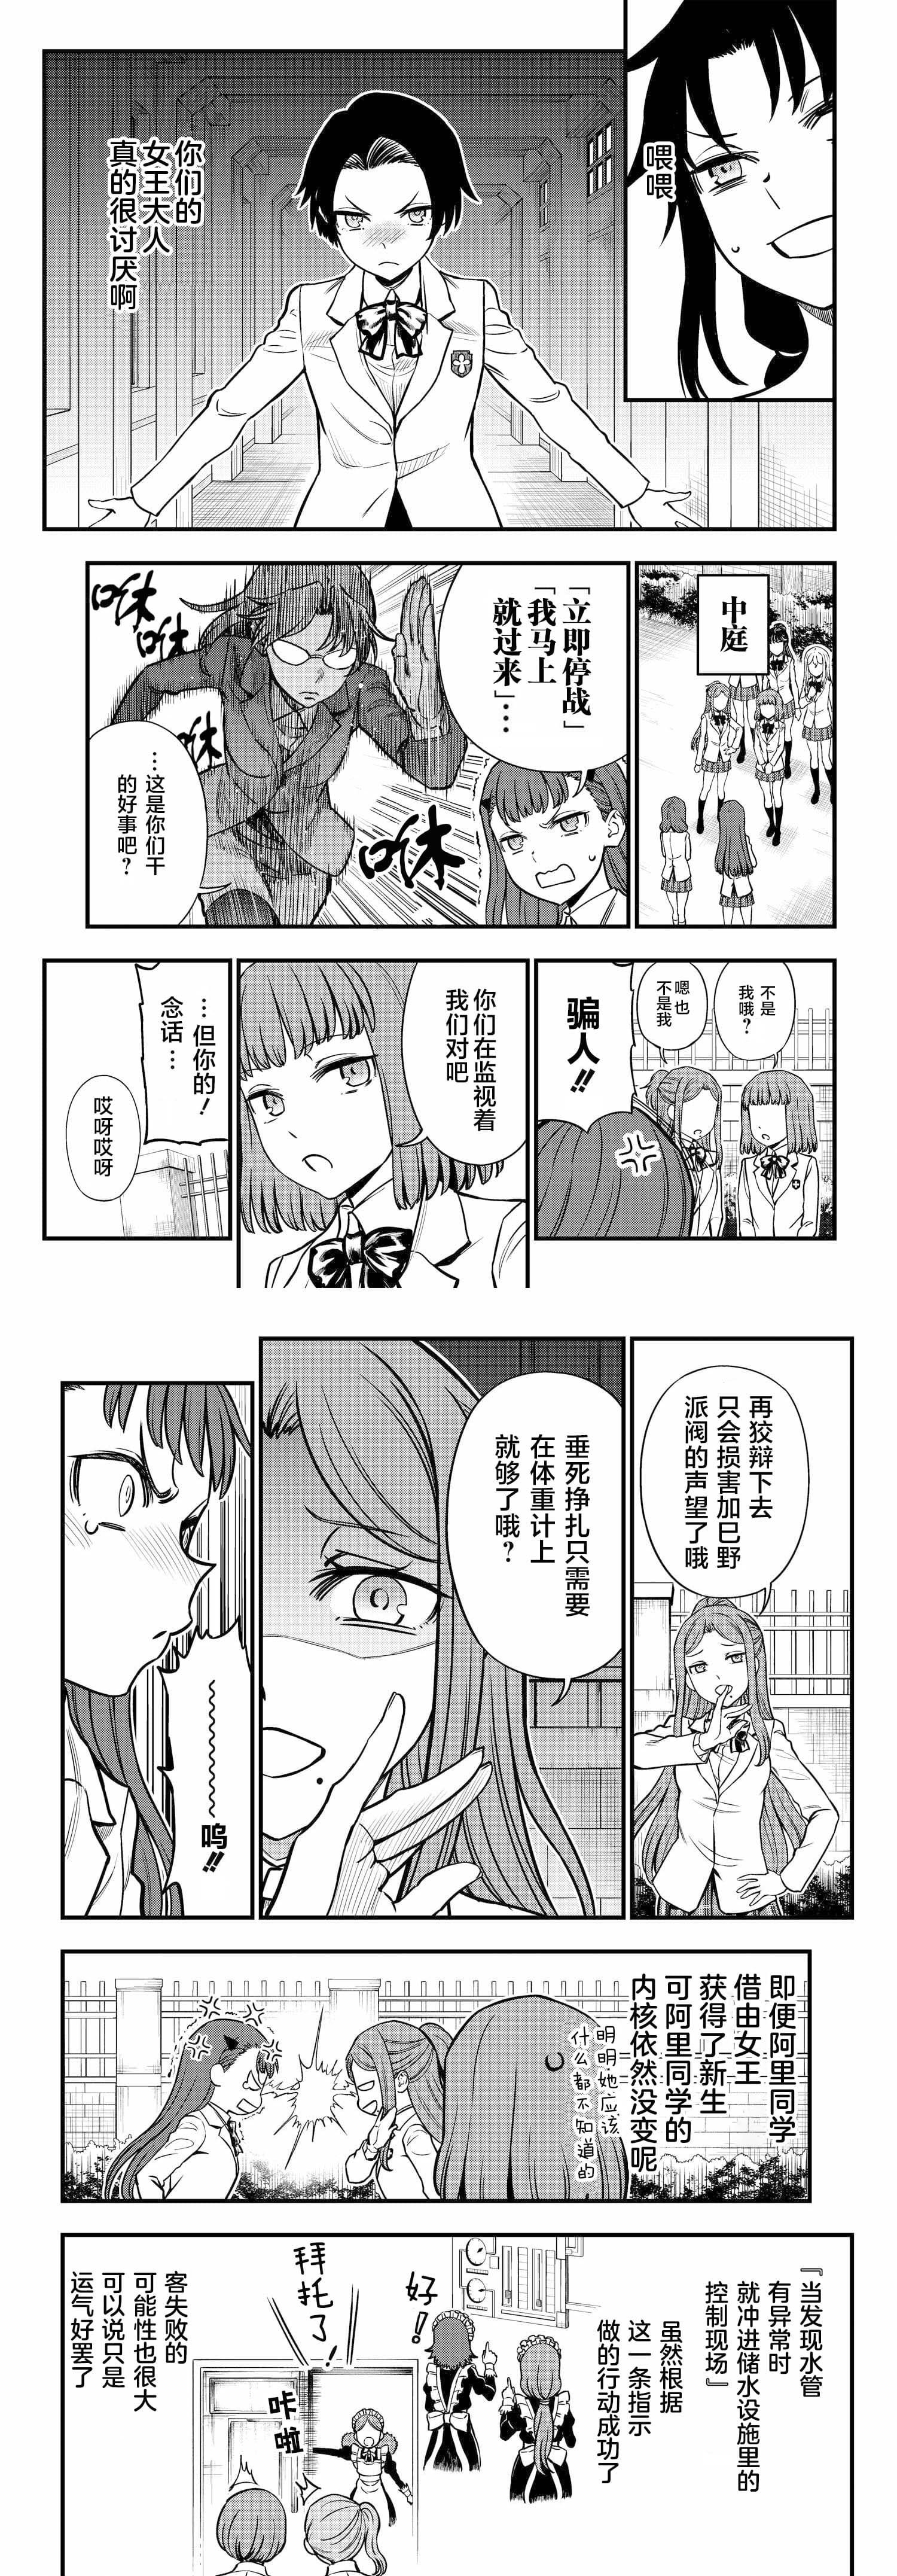 喂喂
你们的
女王大人
真的很讨厌啊
中庭
「立即停战」
「我马上
就过来」…
咻
咻
咻
咻
…这是你们干
的好事吧？
不是
我哦？
嗯也
不是我
骗人!!
你们在监视着
我们对吧
…但你的！
念话…
哎呀哎呀
再狡辩下去
只会损害加巳野
派阀的声望了哦
垂死挣扎只需要
在体重计上
就够了哦？
～～～～～呜!!
即便阿里同学
借由女王
获得了新生
可阿里同学的
内核依然没变呢
明明她应该
什么都不知道的
『当发现水管
有异常时
就冲进储水设施里的
控制现场』
虽然根据
这一条指示
做的行动成功了
好！
拜托了！
咔啦
客失败的
可能性也很大
可以说只是
运气好罢了